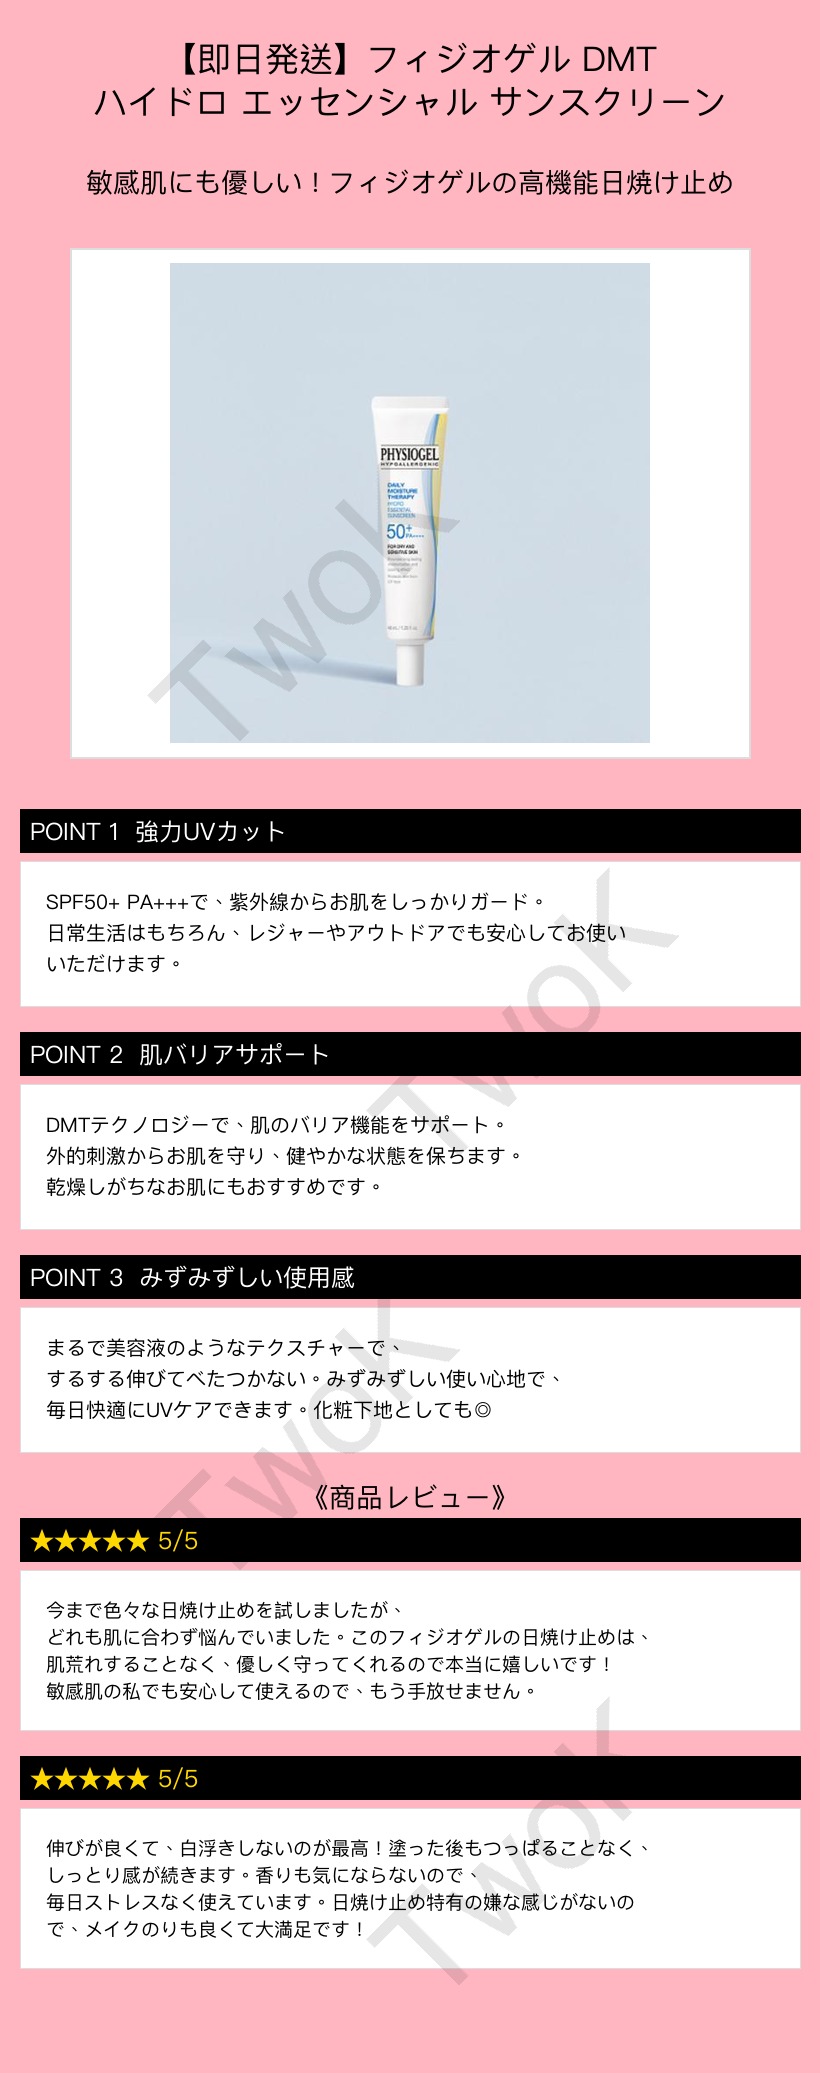 【即日発送】フィジオゲル DMT
ハイドロ エッセンシャル サンスクリーン
敏感肌にも優しい！フィジオゲルの高機能日焼け止め
PHYSIOGEL
HYPOALLERGENIC
DAILY
MOISTURE
THERAPY
HYDRO
ESSENTIAL
SUNSCREEN
50+
PA++++
FOR DRY AND
SENSITIVE SKIN
TwoK
POINT 1 強力UVカット
SPF50+ PA+++で、紫外線からお肌をしっかりガード。
日常生活はもちろん、レジャーやアウトドアでも安心してお使い
いただけます。
TwoK
POINT 2 肌バリアサポート
DMTテクノロジーで、肌のバリア機能をサポート。
外的刺激からお肌を守り、健やかな状態を保ちます。
乾燥しがちなお肌にもおすすめです。
POINT 3 みずみずしい使用感
まるで美容液のようなテクスチャーで、
するする伸びてべたつかない。みずみずしい使い心地で、
毎日快適にUVケアできます。化粧下地としても◎
TwoK
《商品レビュー》
★★★★★ 5/5
今まで色々な日焼け止めを試しましたが、
どれも肌に合わず悩んでいました。このフィジオゲルの日焼け止めは、
肌荒れすることなく、優しく守ってくれるので本当に嬉しいです！
敏感肌の私でも安心して使えるので、もう手放せません。
★★★★★ 5/5
伸びが良くて、白浮きしないのが最高！塗った後もつっぱることなく、
しっとり感が続きます。香りも気にならないので、
毎日ストレスなく使えています。日焼け止め特有の嫌な感じがないの
で、メイクのりも良くて大満足です！
TwoK